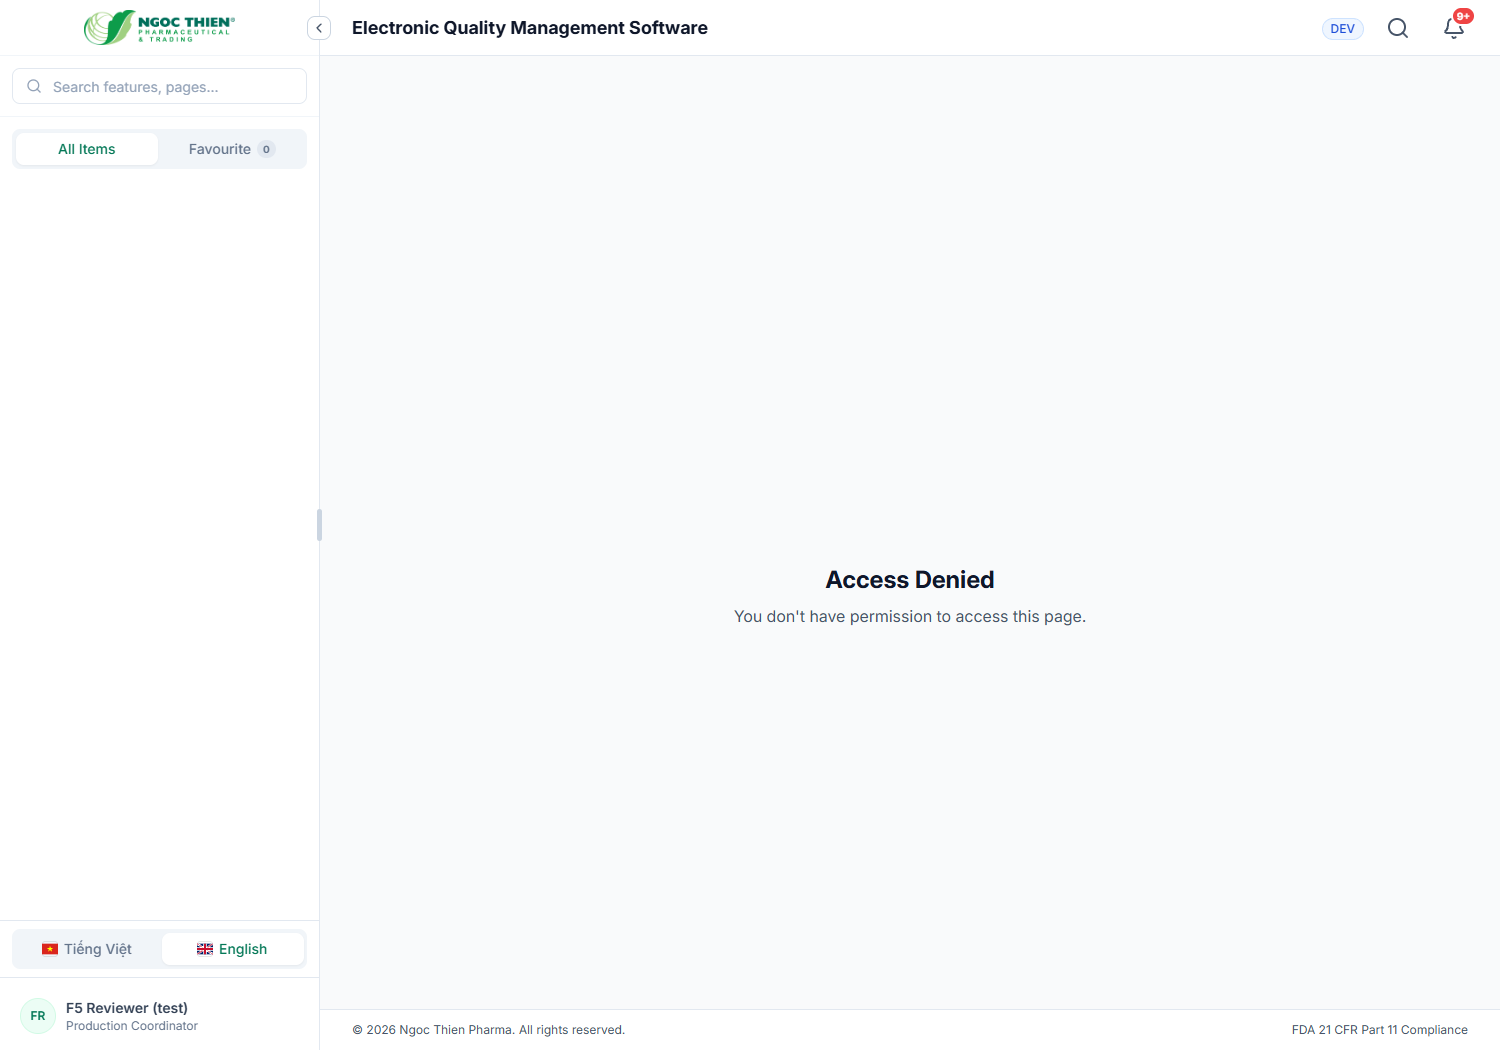 NGOC THIEN®
PHARMACEUTICAL
& TRADING
Electronic Quality Management Software
DEV
9+
Search features, pages...
All Items
Favourite 0
Access Denied
You don't have permission to access this page.
Tiếng Việt
English
FR
F5 Reviewer (test)
Production Coordinator
© 2026 Ngoc Thien Pharma. All rights reserved.
FDA 21 CFR Part 11 Compliance